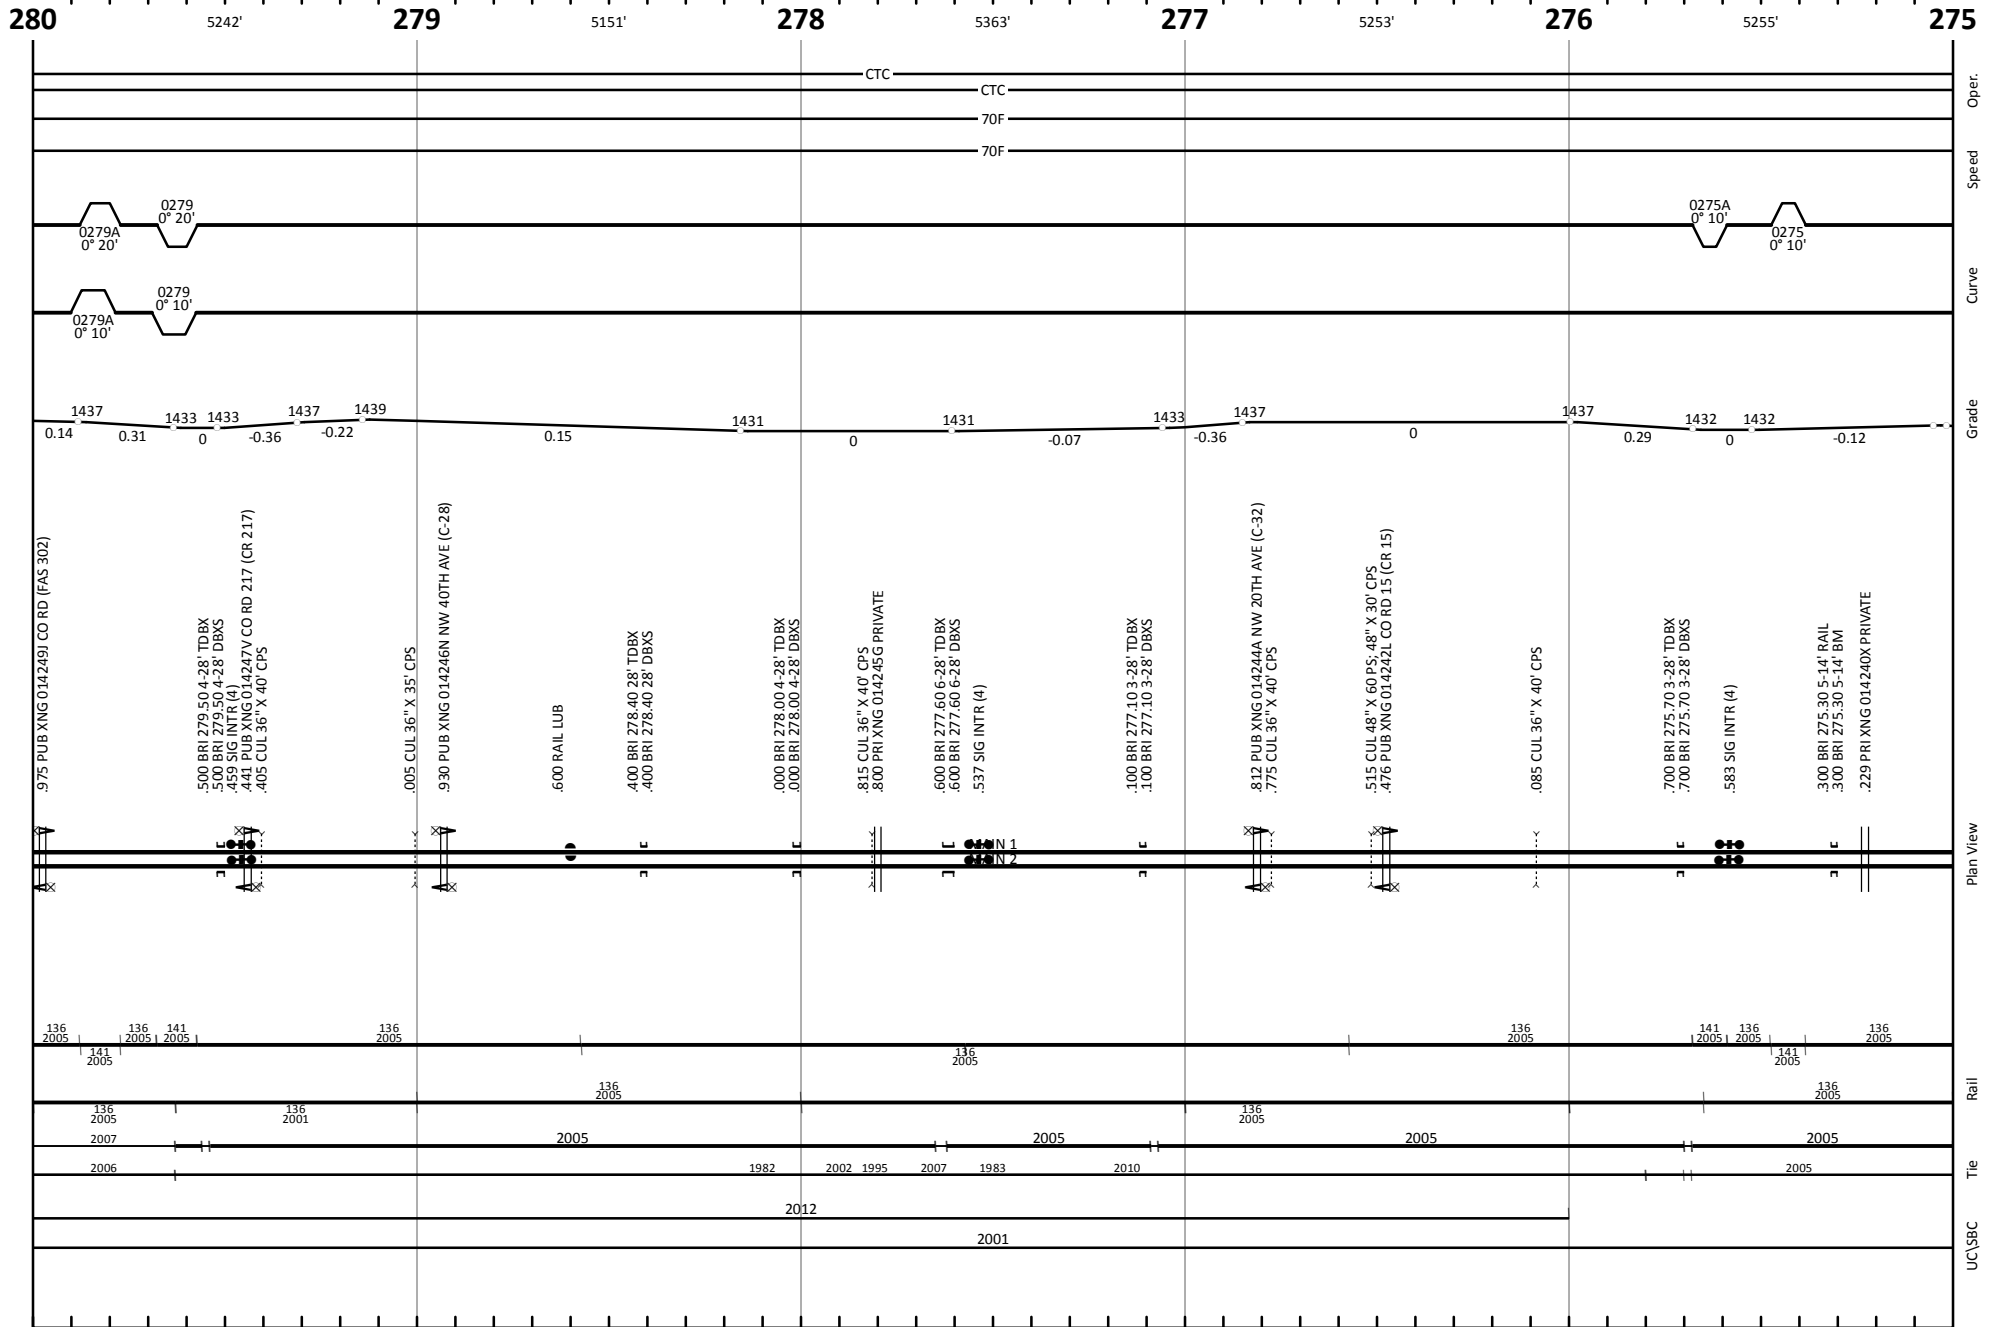 280 5242' 279 5151' 278 5363' 277 5253' 276 5255' 275
CTC
CTC
Oper.
70F
70F
Speed
0279A
0° 20'
0279
0° 20'
0275A
0° 10'
0275
0° 10'
0279A
0° 10'
0279
0° 10'
Curve
1437 1433 1433 1437 1439 1431 1431 1433 1437 1437 1432 1432
0.14 0.31 0 -0.36 -0.22 0.15 0 -0.07 -0.36 0 0.29 0 -0.12
Grade
.975 PUB XNG 014249J CO RD (FAS 302)
.500 BRI 279.50 4-28' TDBX
.500 BRI 279.50 4-28' DBXS
.459 SIG INTR (4)
.441 PUB XNG 014247V CO RD 217 (CR 217)
.405 CUL 36" X 40' CPS
.005 CUL 36" X 35' CPS
.930 PUB XNG 014246N NW 40TH AVE (C-28)
.600 RAIL LUB
.400 BRI 278.40 28' TDBX
.400 BRI 278.40 28' DBXS
.000 BRI 278.00 4-28' TDBX
.000 BRI 278.00 4-28' DBXS
.815 CUL 36" X 40' CPS
.800 PRI XNG 014245G PRIVATE
.600 BRI 277.60 6-28' TDBX
.600 BRI 277.60 6-28' DBXS
.537 SIG INTR (4)
.100 BRI 277.10 3-28' TDBX
.100 BRI 277.10 3-28' DBXS
.812 PUB XNG 014244A NW 20TH AVE (C-32)
.775 CUL 36" X 40' CPS
.515 CUL 48" X 60 PS; 48" X 30' CPS
.476 PUB XNG 014242L CO RD 15 (CR 15)
.085 CUL 36" X 40' CPS
.700 BRI 275.70 3-28' TDBX
.700 BRI 275.70 3-28' DBXS
.583 SIG INTR (4)
.300 BRI 275.30 5-14' RAIL
.300 BRI 275.30 5-14' BM
.229 PRI XNG 014240X PRIVATE
MAIN 1
MAIN 2
Plan View
136 136 141 136 136 141 136 136
2005 2005 2005 2005 2005 2005 2005 2005
141 136 141
2005 2005 2005
136 136
2005 2005
136 136 136
2005 2001 2005
Rail
2007 2005 2005 2005 2005
2006 1982 2002 1995 2007 1983 2010 2005
Tie
2012
2001
UC\SBC